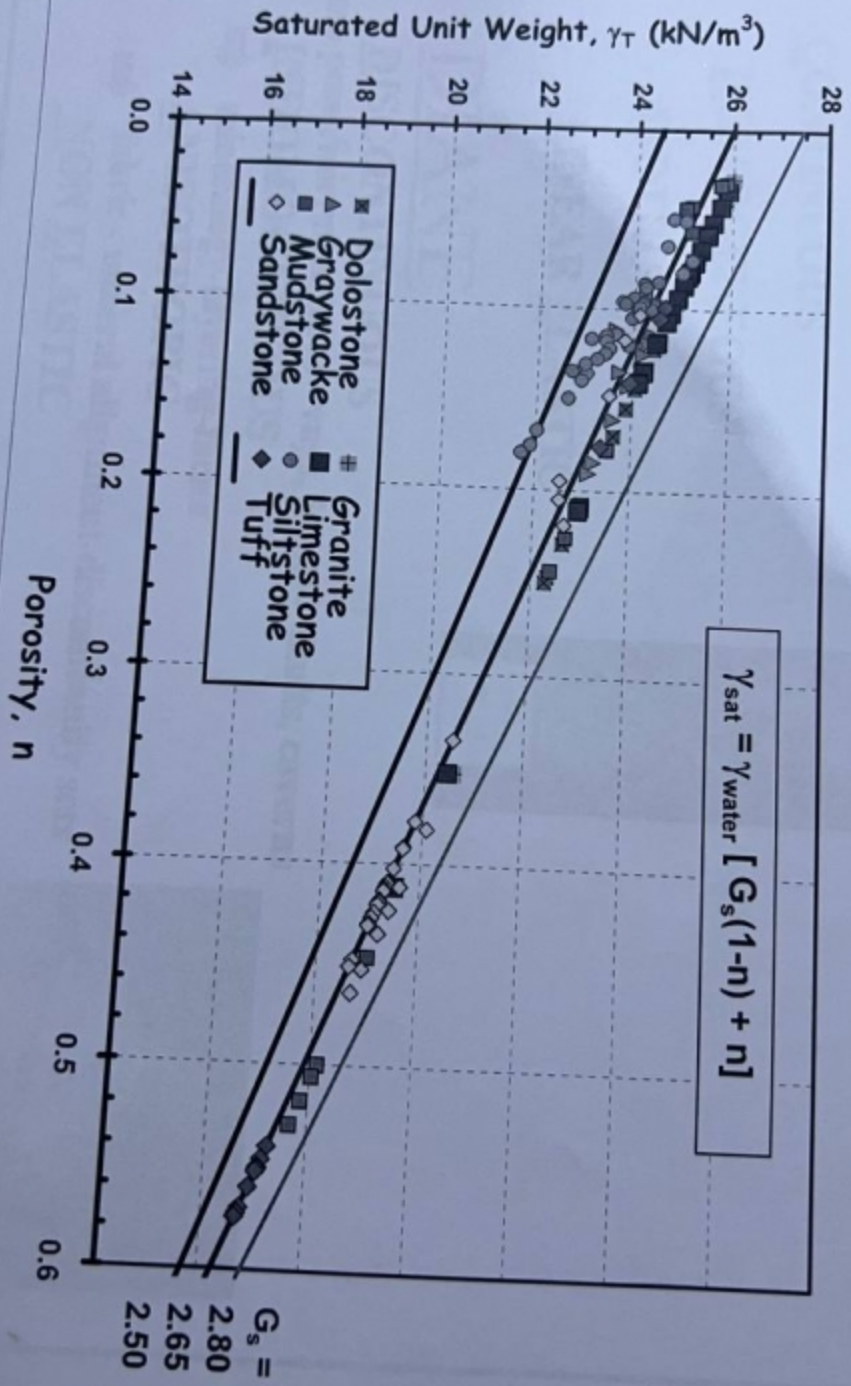 Saturated Unit Weight, γT (kN/m³)
28
26
24
22
20
18
16
14
0.0
0.1
0.2
0.3
0.4
0.5
0.6
Porosity, n
γsat = γwater [ Gs(1-n) + n]
Dolostone
Granite
Graywacke
Limestone
Mudstone
Siltstone
Sandstone
Tuff
Gs =
2.80
2.65
2.50